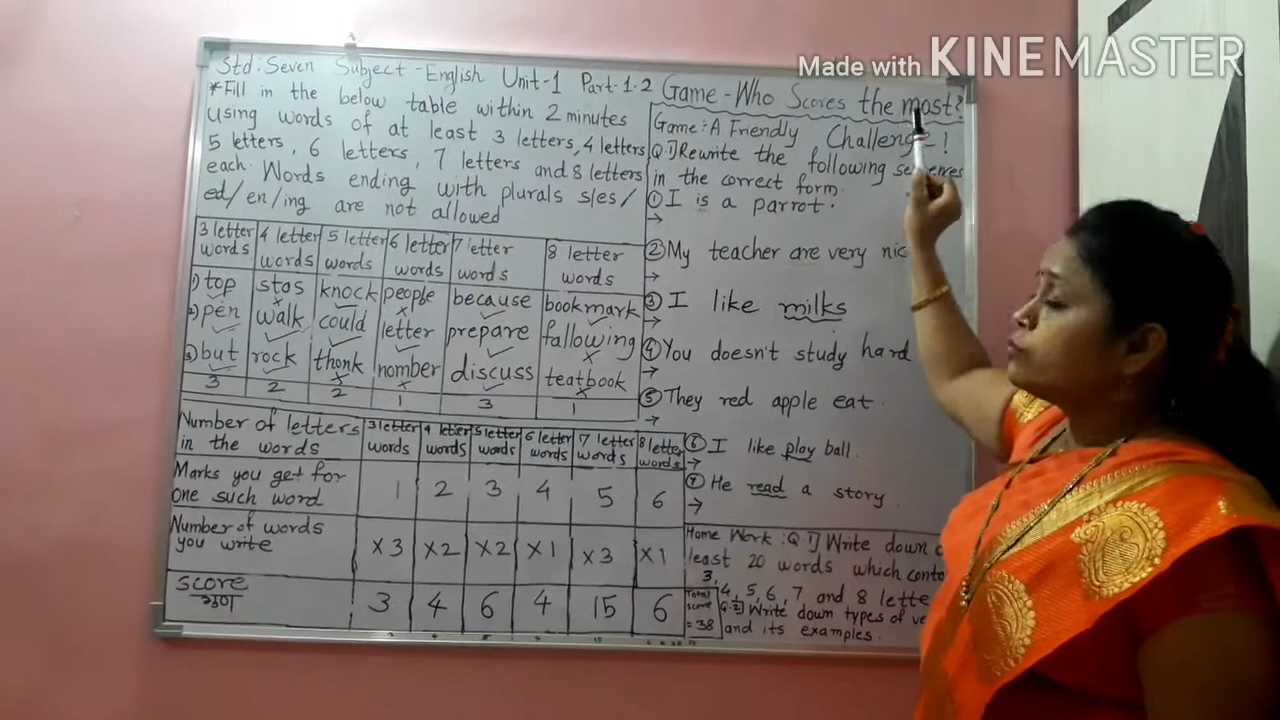 Made with KINEMASTER
Std : Seven Subject - English Unit-1 Part-1.2
*Fill in the below table within 2 minutes
using words of at least 3 letters, 4 letters
5 letters, 6 letters, 7 letters and 8 letters
each. Words ending with plurals s/es/
ed/en/ing are not allowed
3 letter words 4 letter words 5 letter words 6 letter words 7 etter words 8 letter words
1) top stos knock people because bookmark
2) pen walk could letter prepare fallowing
3) but rock thonk nomber discuss teatbook
3 2 2 1 3 1
Number of letters in the words 3 letter words 4 letter words 5 letter words 6 letter words 7 letter words 8 letter words
Marks you get for one such word 1 2 3 4 5 6
Number of words you write ×3 ×2 ×2 ×1 ×3 ×1
Score गुण 3 4 6 4 15 6
Total score = 38
Game - Who Scores the most?
Game : A Friendly Challenge !
Q.1) Rewrite the following
in the correct form.
① I is a parrot.
→
② My teacher are very nic
→
③ I like milks
→
④ You doesn't study hard
→
⑤ They red apple eat.
→
⑥ I like play ball.
→
⑦ He read a story
→
Home Work : Q.1) Write down
least 20 words which conta
3, 4, 5, 6, 7 and 8 lette
Q.2) Write down types of ve
and its examples.